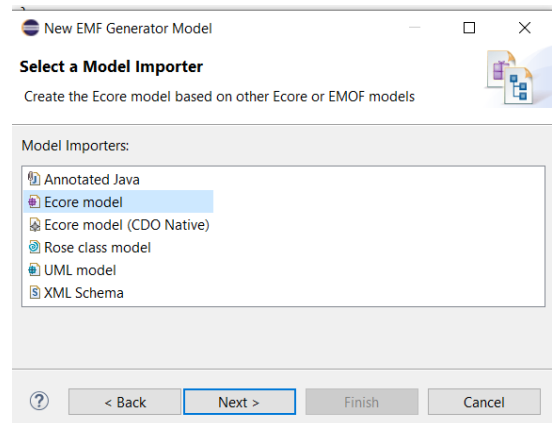 New EMF Generator Model
Select a Model Importer
Create the Ecore model based on other Ecore or EMOF models
Model Importers:
Annotated Java
Ecore model
Ecore model (CDO Native)
Rose class model
UML model
XML Schema
? < Back Next > Finish Cancel